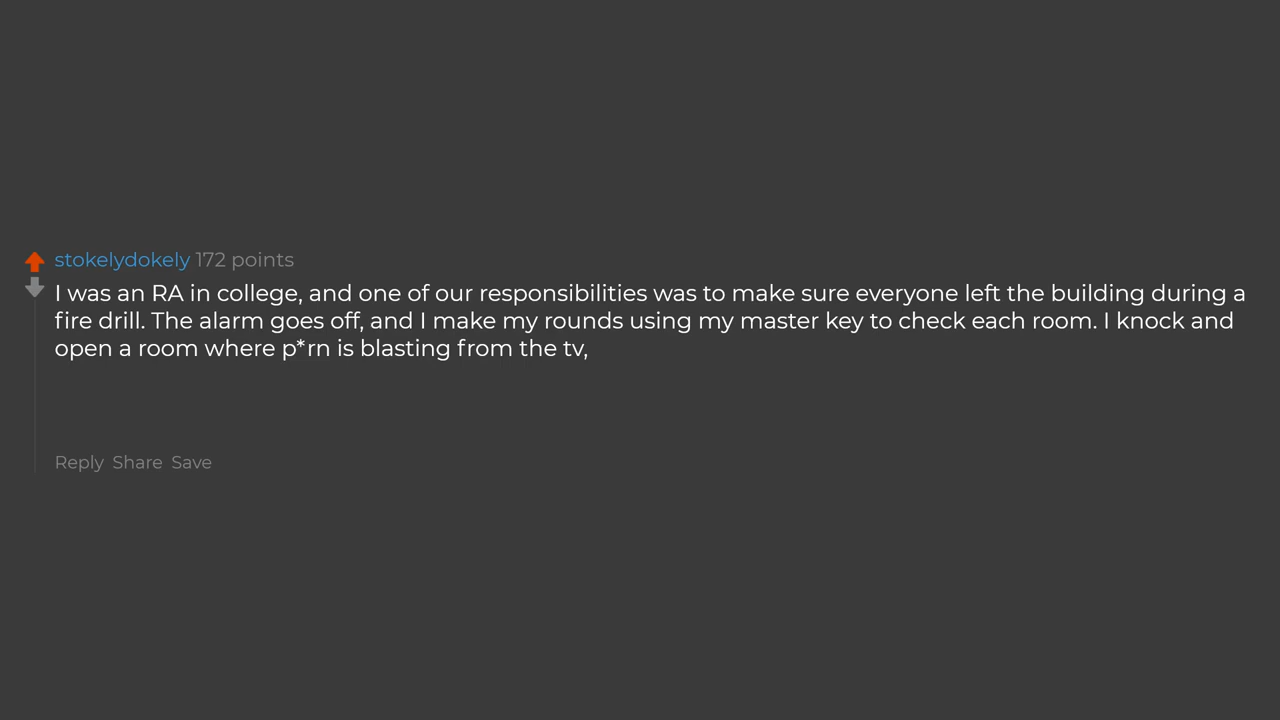 stokelydokely 172 points
I was an RA in college, and one of our responsibilities was to make sure everyone left the building during a
fire drill. The alarm goes off, and I make my rounds using my master key to check each room. I knock and
open a room where p*rn is blasting from the tv,
Reply Share Save